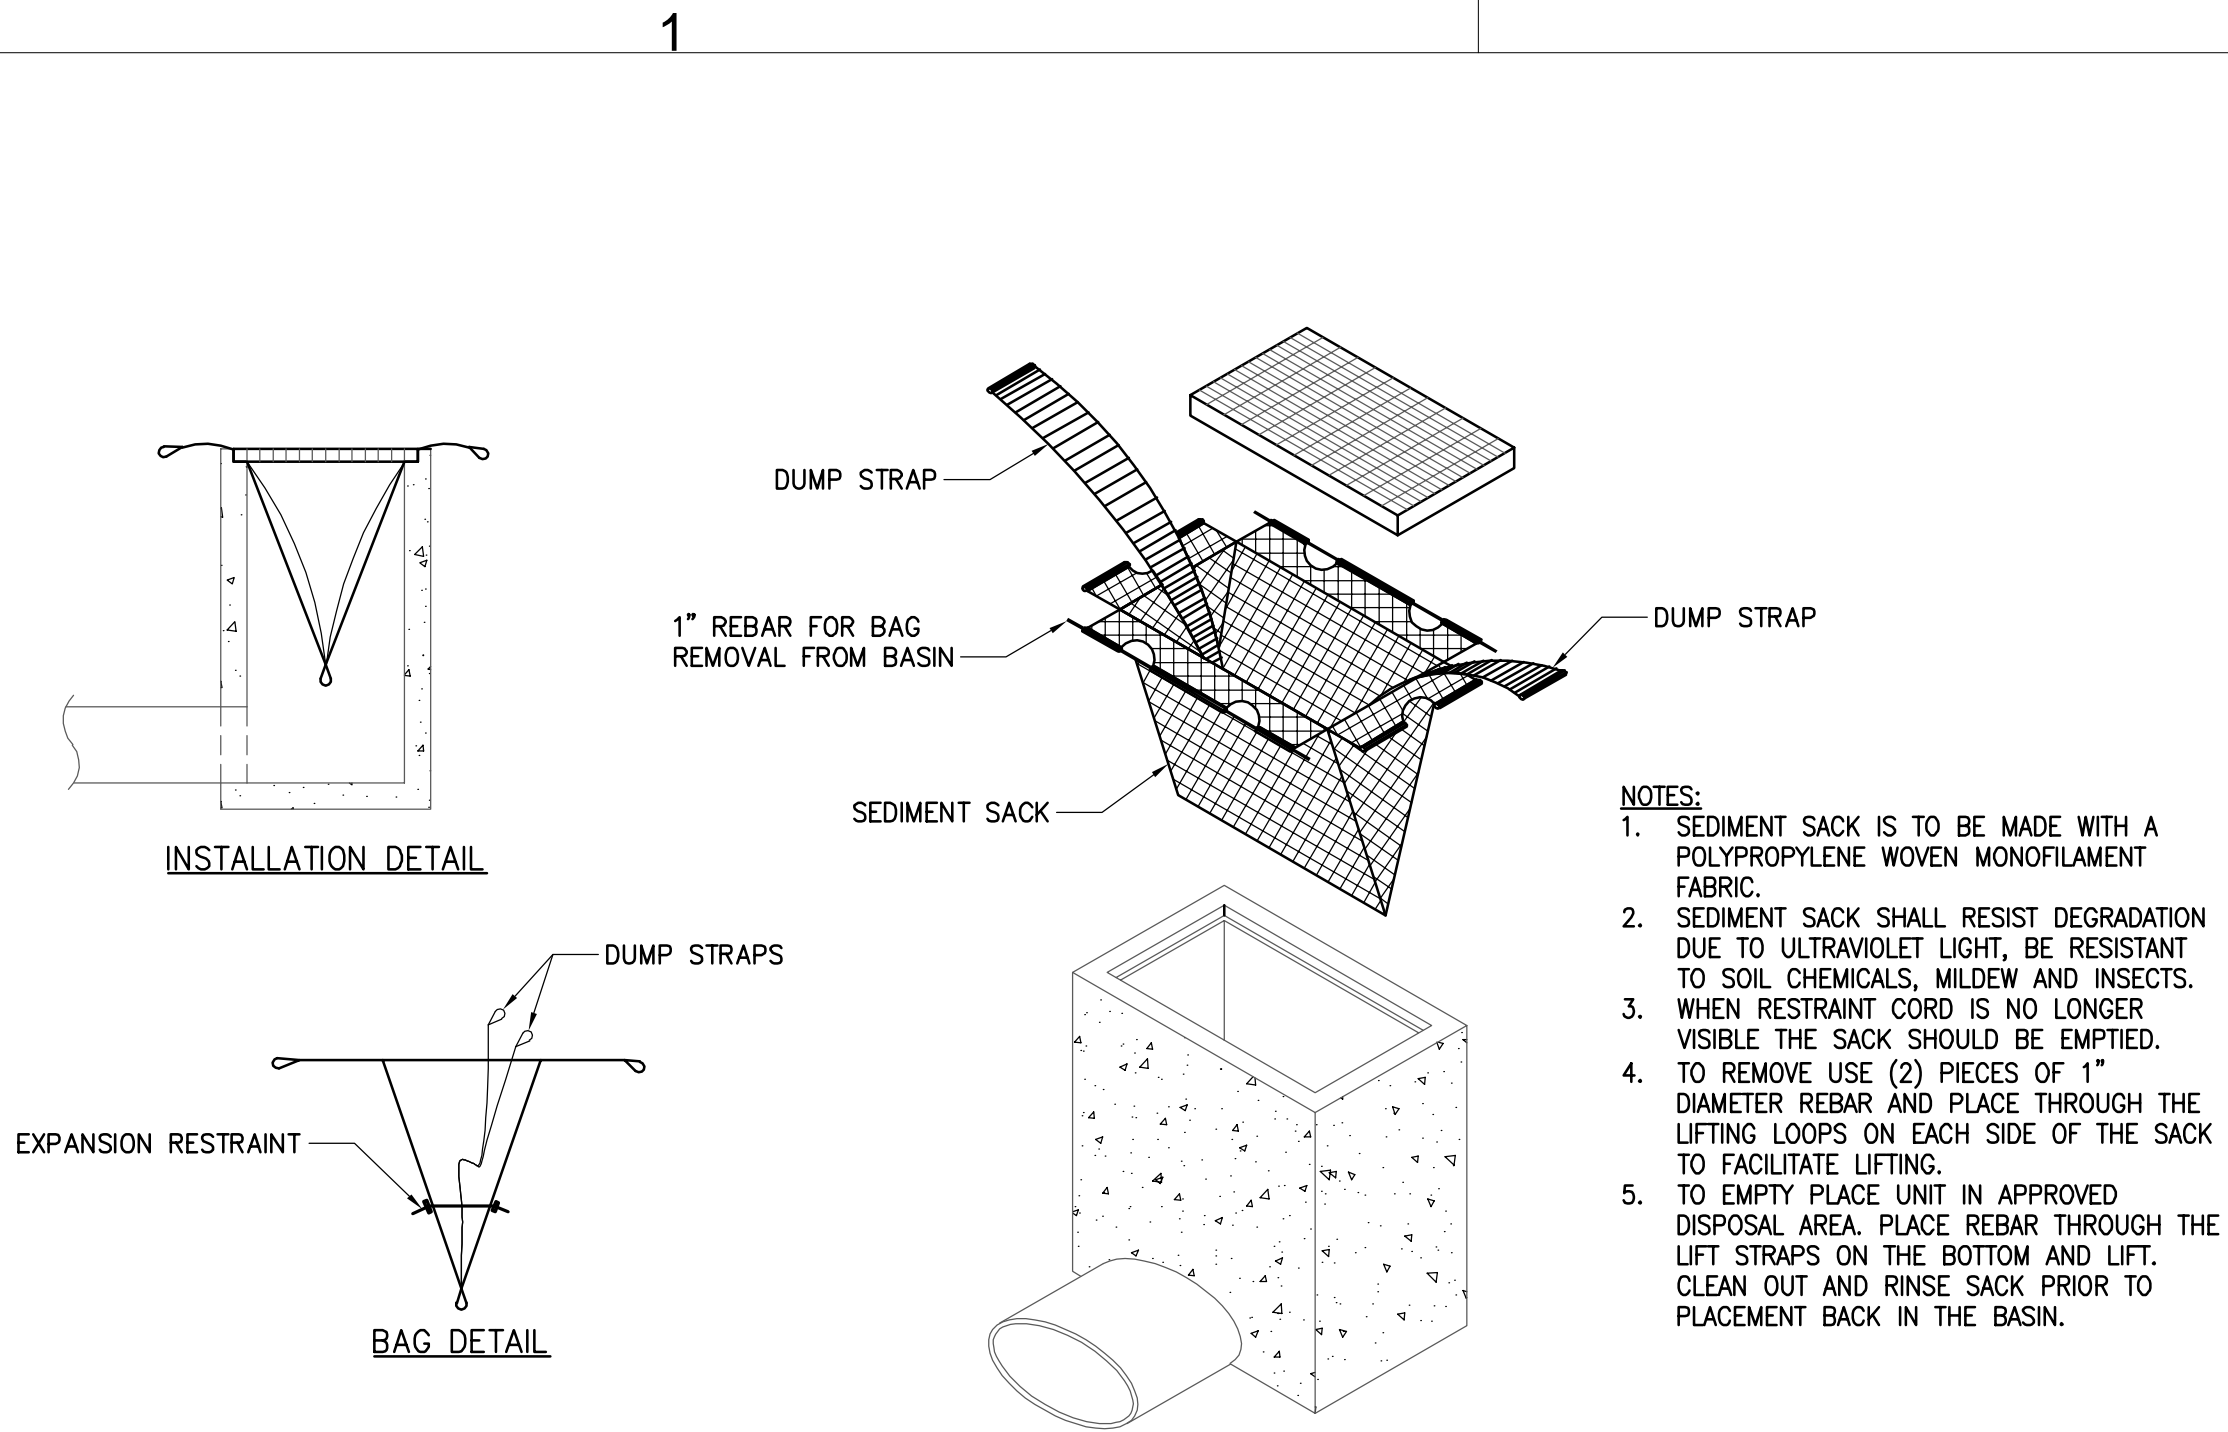 1
DUMP STRAP
1” REBAR FOR BAG
REMOVAL FROM BASIN
DUMP STRAP
SEDIMENT SACK
INSTALLATION DETAIL
DUMP STRAPS
EXPANSION RESTRAINT
BAG DETAIL
NOTES:
1. SEDIMENT SACK IS TO BE MADE WITH A
POLYPROPYLENE WOVEN MONOFILAMENT
FABRIC.
2. SEDIMENT SACK SHALL RESIST DEGRADATION
DUE TO ULTRAVIOLET LIGHT, BE RESISTANT
TO SOIL CHEMICALS, MILDEW AND INSECTS.
3. WHEN RESTRAINT CORD IS NO LONGER
VISIBLE THE SACK SHOULD BE EMPTIED.
4. TO REMOVE USE (2) PIECES OF 1”
DIAMETER REBAR AND PLACE THROUGH THE
LIFTING LOOPS ON EACH SIDE OF THE SACK
TO FACILITATE LIFTING.
5. TO EMPTY PLACE UNIT IN APPROVED
DISPOSAL AREA. PLACE REBAR THROUGH THE
LIFT STRAPS ON THE BOTTOM AND LIFT.
CLEAN OUT AND RINSE SACK PRIOR TO
PLACEMENT BACK IN THE BASIN.